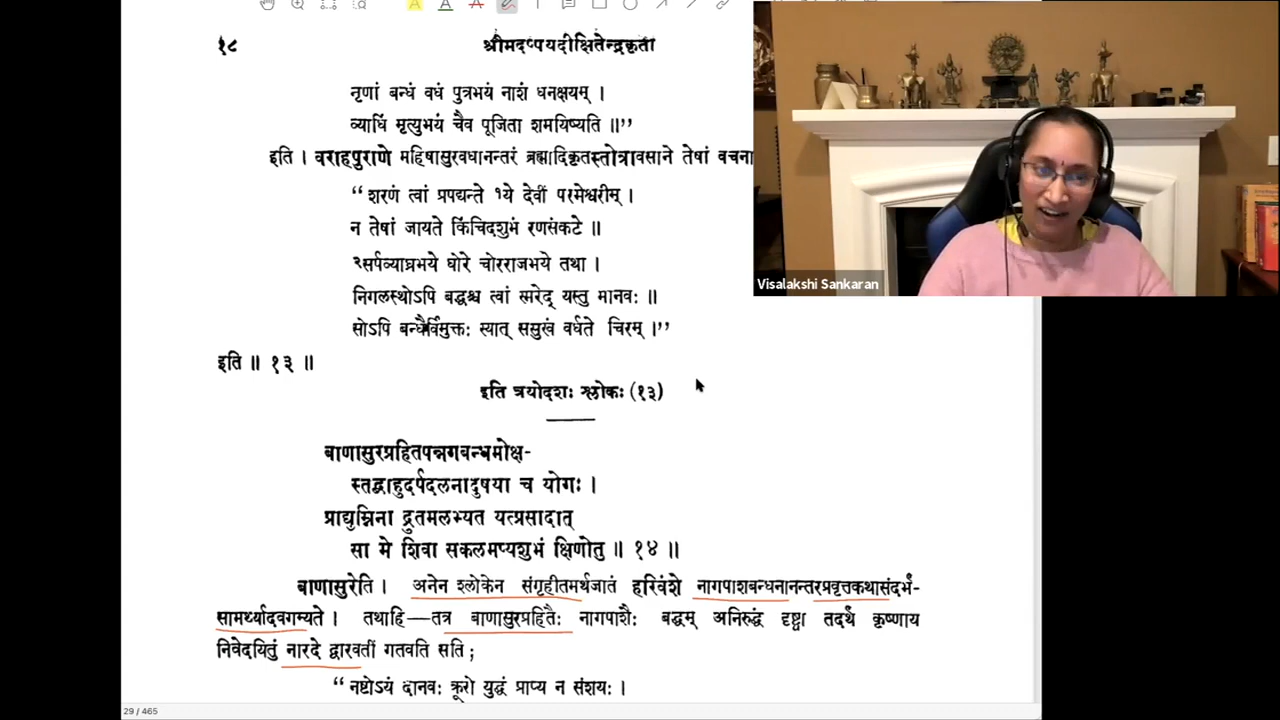 १८
श्रीमदप्पयदीक्षितेन्द्रकृता
नृणां बन्धं वधं पुत्रभयं नाशं धनक्षयम् ।
व्याधिं मृत्युभयं चैव पूजिता शमयिष्यति ॥”
इति । वराहपुराणे महिषासुरवधानन्तरं ब्रह्मादिकृतस्तोत्रावसाने तेषां वचना
“ शरणं त्वां प्रपद्यन्ते १ये देवीं परमेश्वरीम् ।
न तेषां जायते किंचिदशुभं रणसंकटे ॥
२सर्पव्याघ्रभये घोरे चोरराजभये तथा ।
निगलस्थोऽपि बद्धश्च त्वां स्मरेद् यस्तु मानवः ॥
सोऽपि बन्धैर्विमुक्तः स्यात् ससुखं वर्धते चिरम् ।”
इति ॥ १३ ॥
इति त्रयोदशः श्लोकः (१३)
बाणासुरप्रहितपन्नगबन्धमोक्ष-
स्तद्बाहुदर्पदलनादुषया च योगः ।
प्राद्युम्निना द्रुतमलभ्यत यत्प्रसादात्
सा मे शिवा सकलमप्यशुभं क्षिणोतु ॥ १४ ॥
बाणासुरेति । अनेन श्लोकेन संगृहीतमर्थजातं हरिवंशे नागपाशबन्धनानन्तरप्रवृत्तकथासंदर्भ-
सामर्थ्यादवगम्यते । तथाहि—तत्र बाणासुरप्रहितैः नागपाशैः बद्धम् अनिरुद्धं दृष्ट्वा तदर्थं कृष्णाय
निवेदयितुं नारदे द्वारवतीं गतवति सति ;
“ नष्टोऽयं दानवः क्रूरो युद्धं प्राप्य न संशयः ।
29 / 465
Visalakshi Sankaran